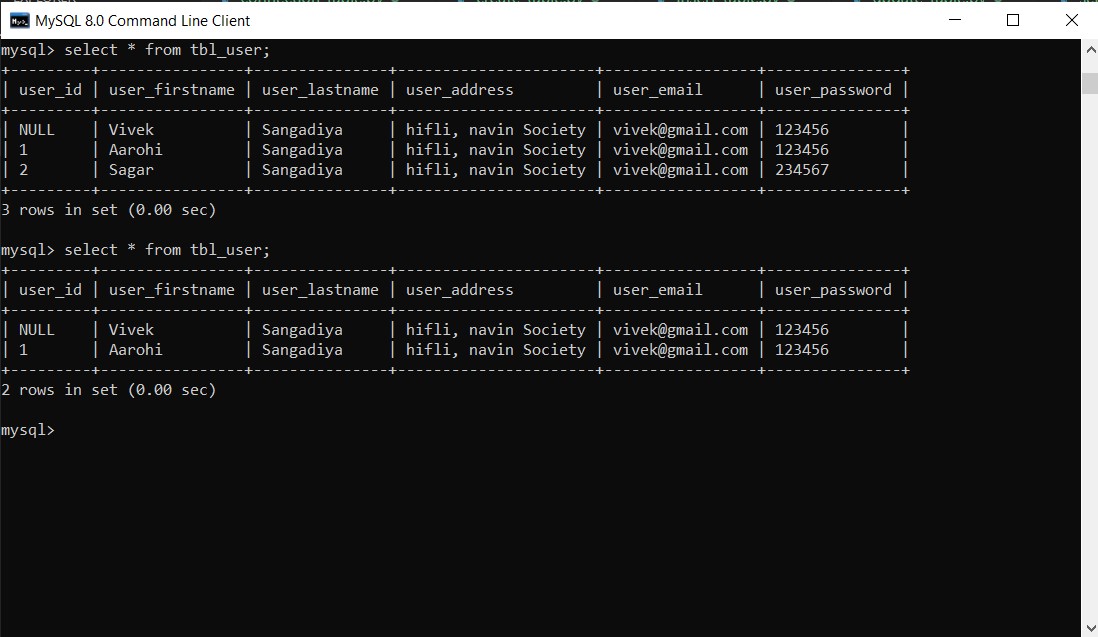 MySQL 8.0 Command Line Client
mysql> select * from tbl_user;
+---------+----------------+---------------+----------------------+-----------------+---------------+
| user_id | user_firstname | user_lastname | user_address         | user_email      | user_password |
+---------+----------------+---------------+----------------------+-----------------+---------------+
| NULL    | Vivek          | Sangadiya     | hifli, navin Society | vivek@gmail.com | 123456        |
| 1       | Aarohi         | Sangadiya     | hifli, navin Society | vivek@gmail.com | 123456        |
| 2       | Sagar          | Sangadiya     | hifli, navin Society | vivek@gmail.com | 234567        |
+---------+----------------+---------------+----------------------+-----------------+---------------+
3 rows in set (0.00 sec)
mysql> select * from tbl_user;
+---------+----------------+---------------+----------------------+-----------------+---------------+
| user_id | user_firstname | user_lastname | user_address         | user_email      | user_password |
+---------+----------------+---------------+----------------------+-----------------+---------------+
| NULL    | Vivek          | Sangadiya     | hifli, navin Society | vivek@gmail.com | 123456        |
| 1       | Aarohi         | Sangadiya     | hifli, navin Society | vivek@gmail.com | 123456        |
+---------+----------------+---------------+----------------------+-----------------+---------------+
2 rows in set (0.00 sec)
mysql>